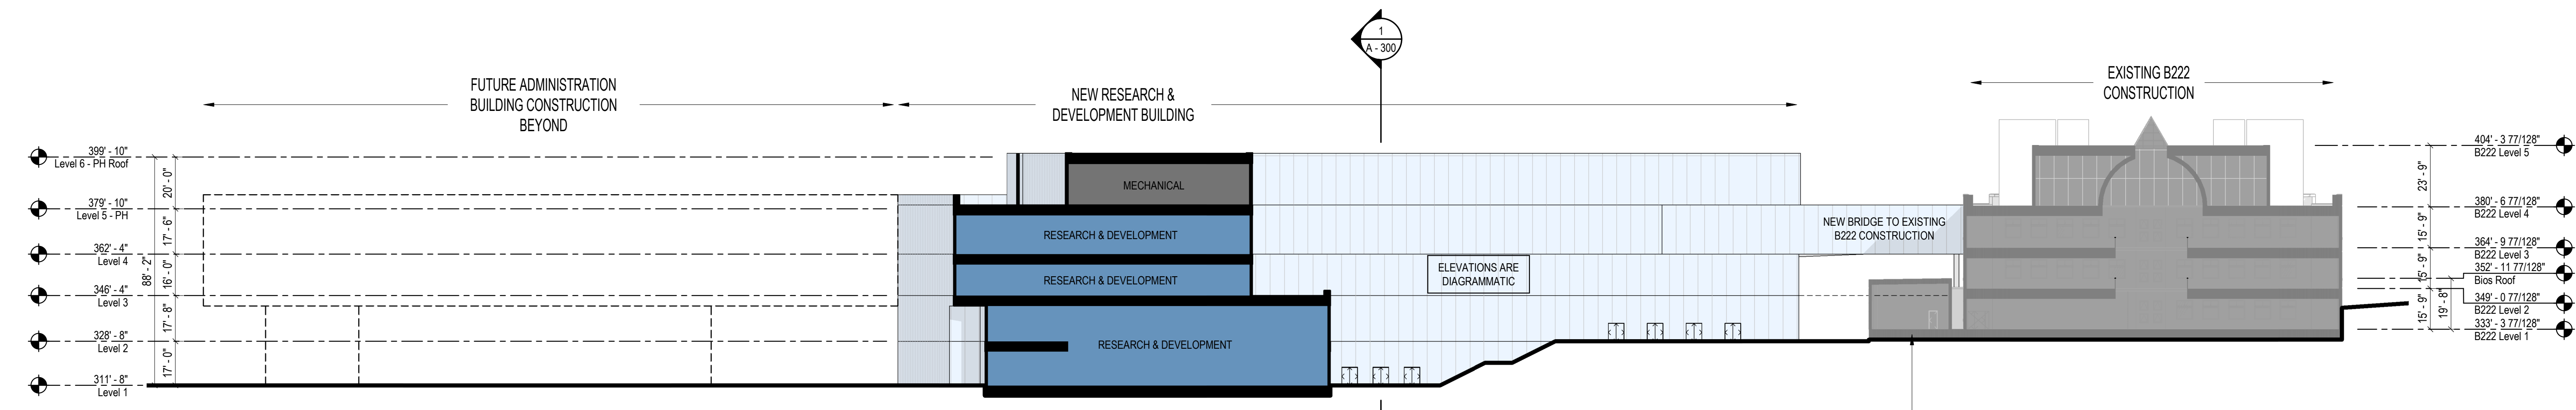 1
A - 300
FUTURE ADMINISTRATION
BUILDING CONSTRUCTION
BEYOND
NEW RESEARCH &
DEVELOPMENT BUILDING
EXISTING B222
CONSTRUCTION
399' - 10"
Level 6 - PH Roof
379' - 10"
Level 5 - PH
362' - 4"
Level 4
346' - 4"
Level 3
328' - 8"
Level 2
311' - 8"
Level 1
88' - 2"
20' - 0"
17' - 6"
16' - 0"
17' - 8"
17' - 0"
MECHANICAL
RESEARCH & DEVELOPMENT
RESEARCH & DEVELOPMENT
RESEARCH & DEVELOPMENT
ELEVATIONS ARE
DIAGRAMMATIC
NEW BRIDGE TO EXISTING
B222 CONSTRUCTION
23' - 9"
15' - 9"
15' - 9"
15' - 9"
19' - 8"
404' - 3 77/128"
B222 Level 5
380' - 6 77/128"
B222 Level 4
364' - 9 77/128"
B222 Level 3
352' - 11 77/128"
Bios Roof
349' - 0 77/128"
B222 Level 2
333' - 3 77/128"
B222 Level 1